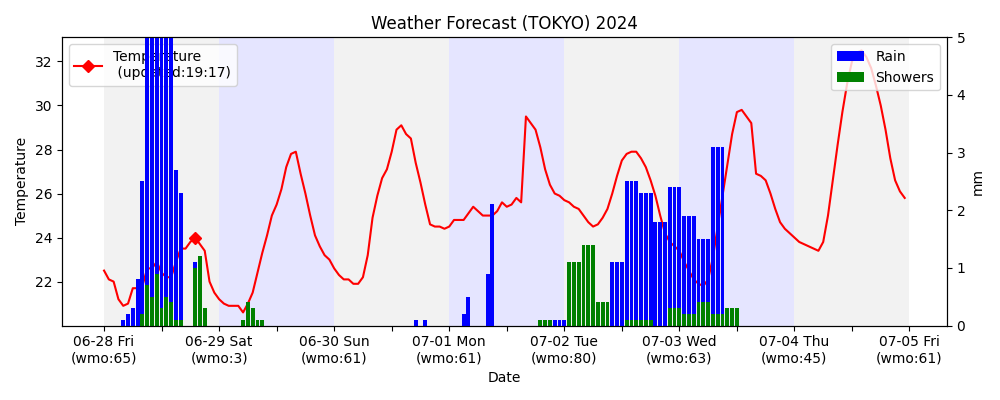 Weather Forecast (TOKYO) 2024
Temperature
(updated:19:17)
Rain
Showers
Temperature
32
30
28
26
24
22
5
4
3
2
1
0
mm
06-28 Fri
(wmo:65)
06-29 Sat
(wmo:3)
06-30 Sun
(wmo:61)
07-01 Mon
(wmo:61)
07-02 Tue
(wmo:80)
07-03 Wed
(wmo:63)
07-04 Thu
(wmo:45)
07-05 Fri
(wmo:61)
Date